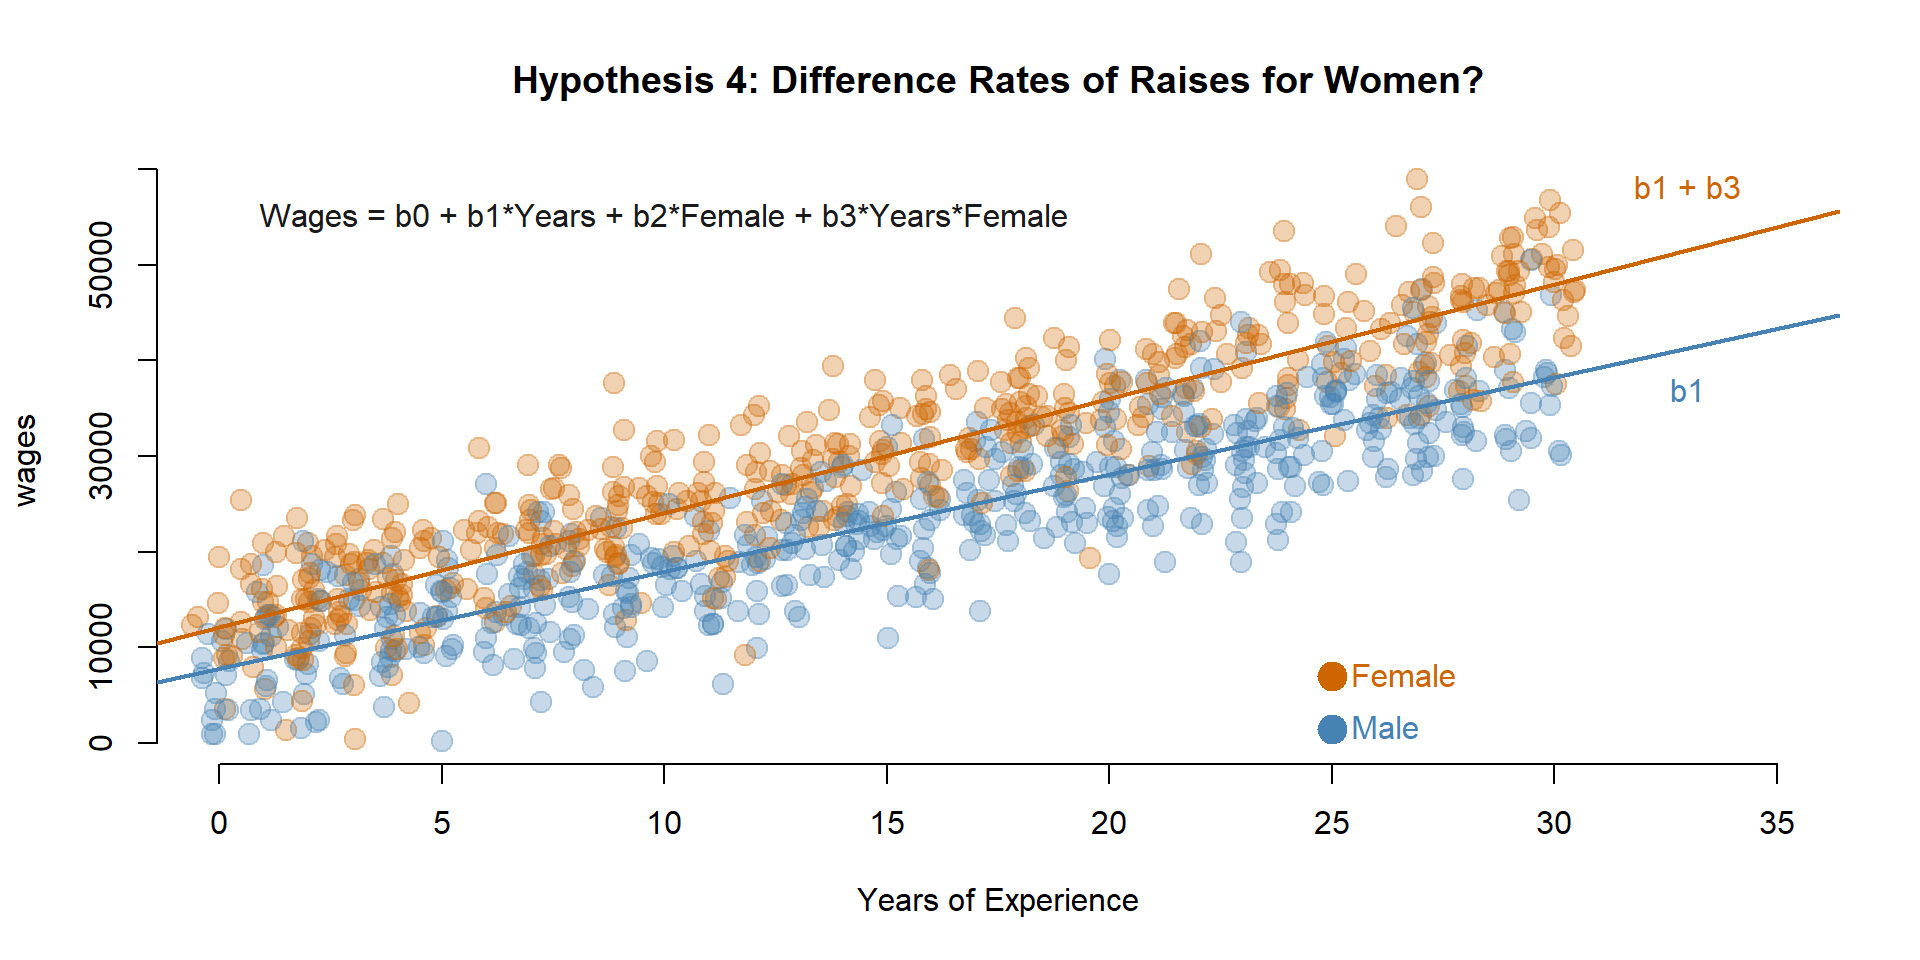 Hypothesis 4: Difference Rates of Raises for Women?
Wages = b0 + b1*Years + b2*Female + b3*Years*Female
b1 + b3
b1
wages
50000
30000
10000
0
Female
Male
0 5 10 15 20 25 30 35
Years of Experience